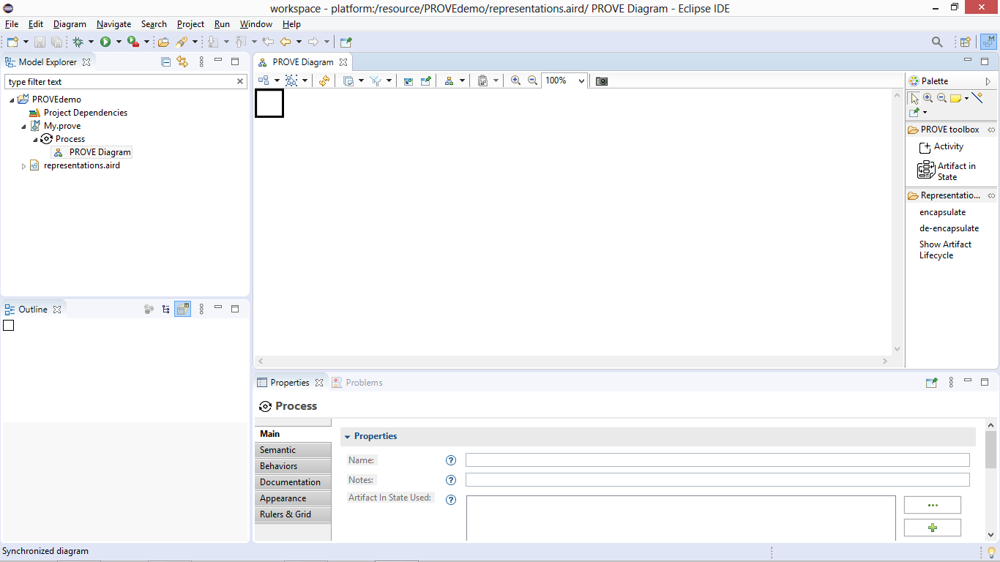 workspace - platform:/resource/PROVEdemo/representations.aird/ PROVE Diagram - Eclipse IDE
File Edit Diagram Navigate Search Project Run Window Help
Model Explorer
type filter text
PROVEdemo
Project Dependencies
My.prove
Process
PROVE Diagram
representations.aird
Outline
PROVE Diagram
100%
Palette
PROVE toolbox
Activity
Artifact in
State
Representatio...
encapsulate
de-encapsulate
Show Artifact
Lifecycle
Properties Problems
Process
Main
Semantic
Behaviors
Documentation
Appearance
Rulers & Grid
Properties
Name:
Notes:
Artifact In State Used:
Synchronized diagram